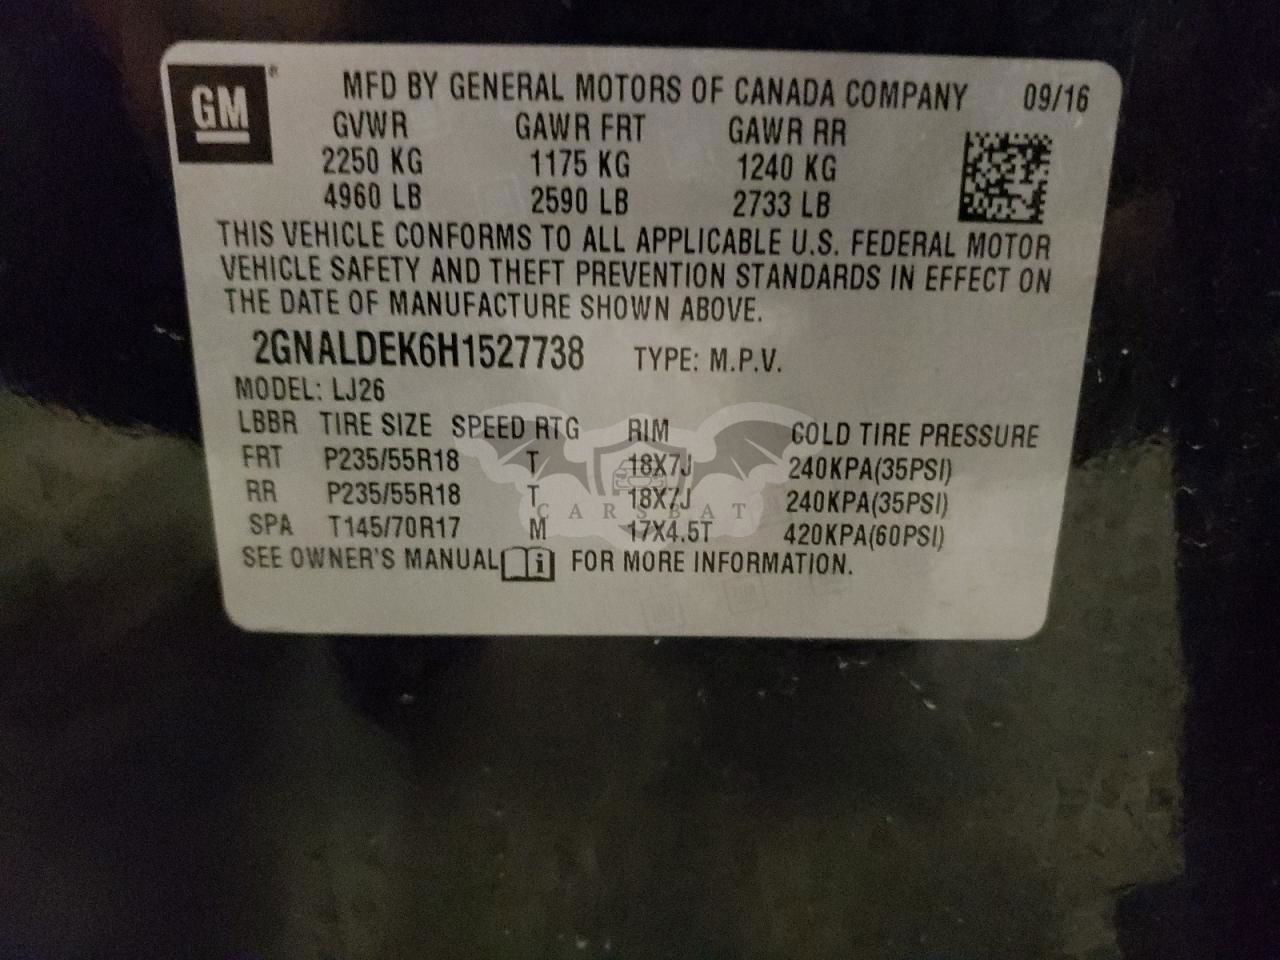 GM®
MFD BY GENERAL MOTORS OF CANADA COMPANY 09/16
GVWR GAWR FRT GAWR RR
2250 KG 1175 KG 1240 KG
4960 LB 2590 LB 2733 LB
THIS VEHICLE CONFORMS TO ALL APPLICABLE U.S. FEDERAL MOTOR
VEHICLE SAFETY AND THEFT PREVENTION STANDARDS IN EFFECT ON
THE DATE OF MANUFACTURE SHOWN ABOVE.
2GNALDEK6H1527738 TYPE: M.P.V.
MODEL: LJ26
LBBR TIRE SIZE SPEED RTG RIM COLD TIRE PRESSURE
FRT P235/55R18 T 18X7J 240KPA(35PSI)
RR P235/55R18 T 18X7J 240KPA(35PSI)
CARSBAT
SPA T145/70R17 M 17X4.5T 420KPA(60PSI)
SEE OWNER'S MANUAL i FOR MORE INFORMATION.